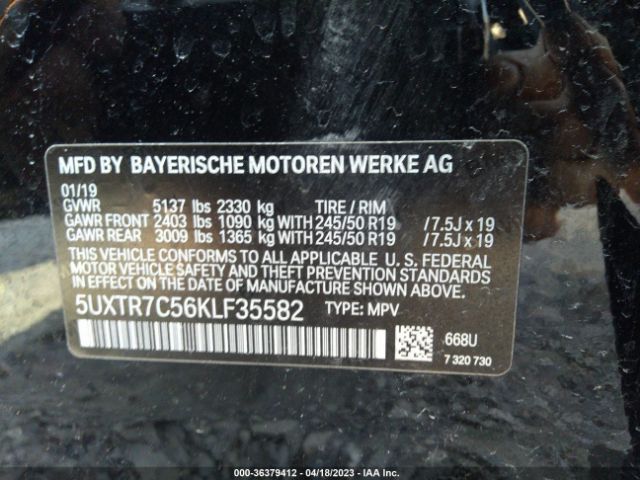 MFD BY BAYERISCHE MOTOREN WERKE AG
01/19
GVWR 5137 lbs 2330 kg TIRE / RIM
GAWR FRONT 2403 lbs 1090 kg WITH 245/50 R19 / 7.5J x 19
GAWR REAR 3009 lbs 1365 kg WITH 245/50 R19 / 7.5J x 19
THIS VEHICLE CONFORMS TO ALL APPLICABLE U. S. FEDERAL
MOTOR VEHICLE SAFETY AND THEFT PREVENTION STANDARDS
IN EFFECT ON THE DATE OF MANUFACTURE SHOWN ABOVE.
5UXTR7C56KLF35582 TYPE: MPV
668U
7 320 730
000-36379412 | 04/18/2023 | IAA Inc.